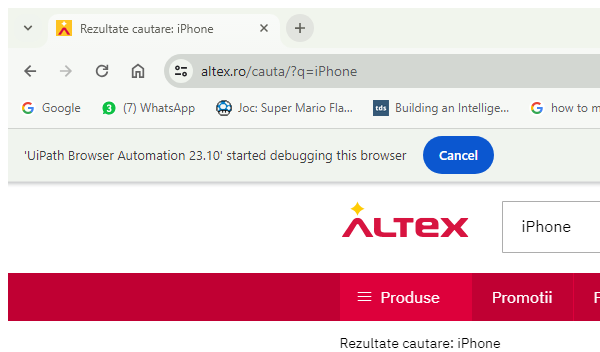 Rezultate cautare: iPhone
altex.ro/cauta/?q=iPhone
Google (7) WhatsApp Joc: Super Mario Fla... tds Building an Intellige... how to m
3
'UiPath Browser Automation 23.10' started debugging this browser Cancel
ALTEX iPhone
Produse Promotii
Rezultate cautare: iPhone